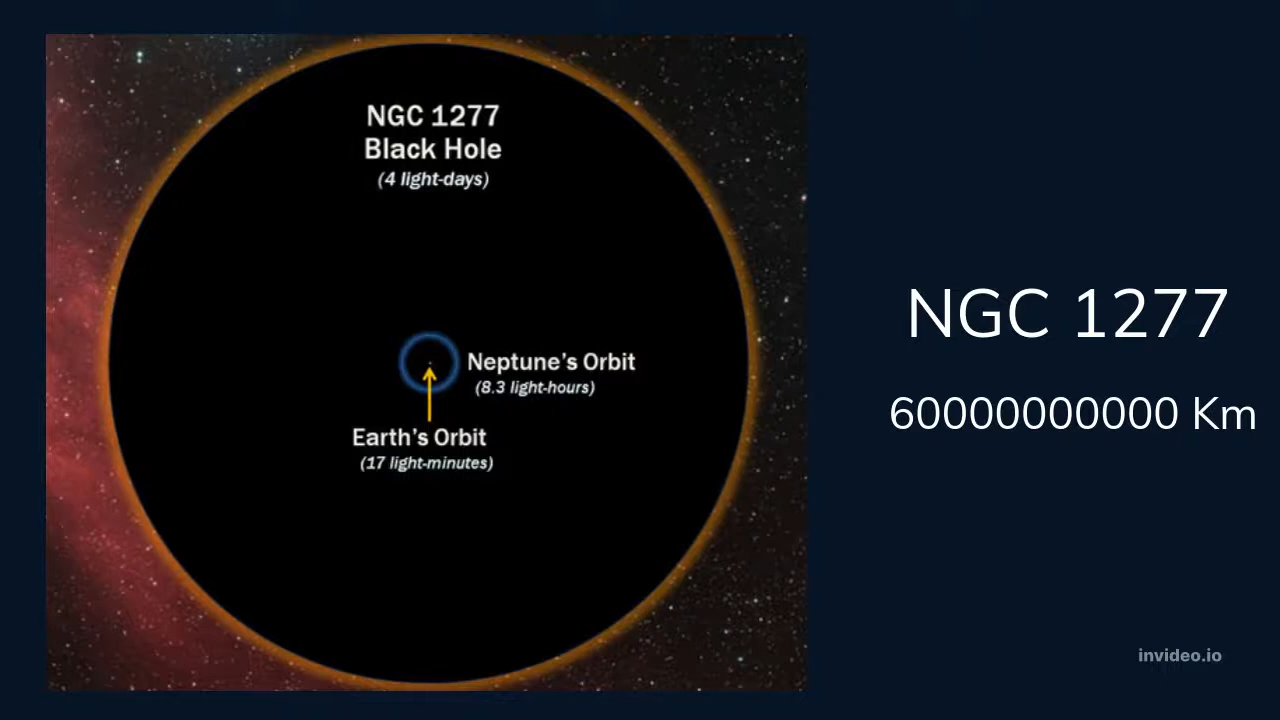 NGC 1277
Black Hole
(4 light-days)
Neptune's Orbit
(8.3 light-hours)
Earth's Orbit
(17 light-minutes)
NGC 1277
60000000000 Km
invideo.io